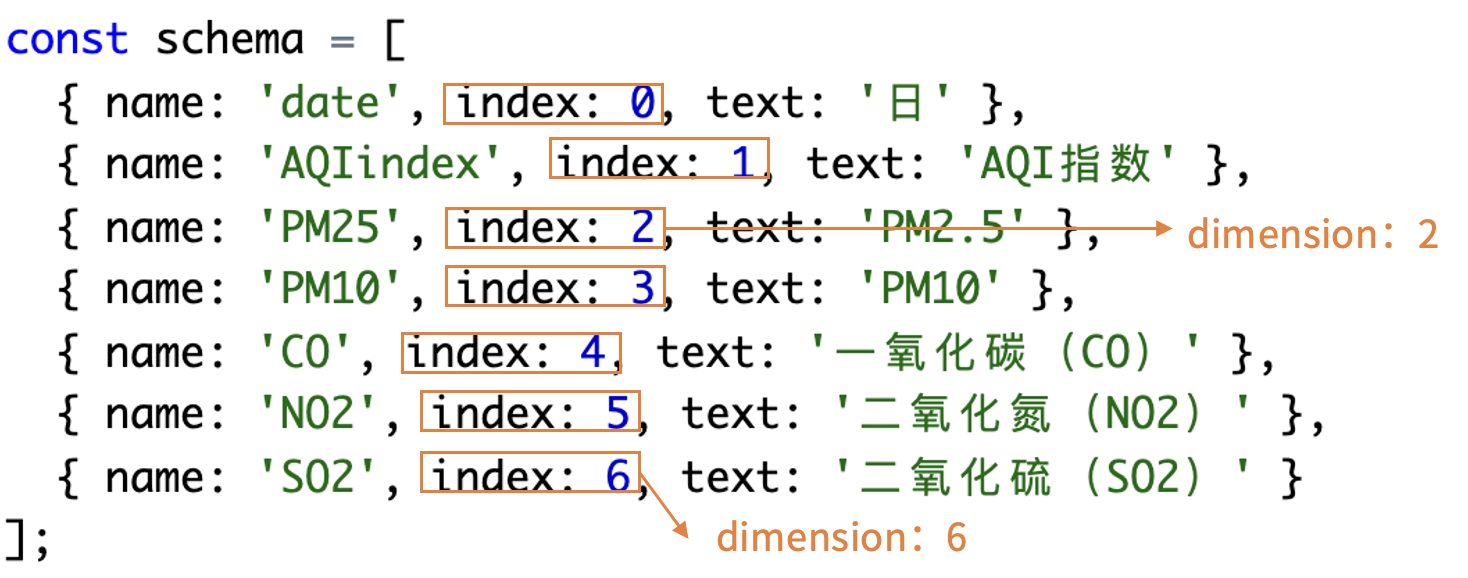 const schema = [
{ name: 'date', index: 0, text: '日' },
{ name: 'AQIindex', index: 1, text: 'AQI指数' },
{ name: 'PM25', index: 2, text: 'PM2.5' }, dimension：2
{ name: 'PM10', index: 3, text: 'PM10' },
{ name: 'CO', index: 4, text: '一氧化碳（CO）' },
{ name: 'NO2', index: 5, text: '二氧化氮（NO2）' },
{ name: 'SO2', index: 6, text: '二氧化硫（SO2）' }
];
dimension：6